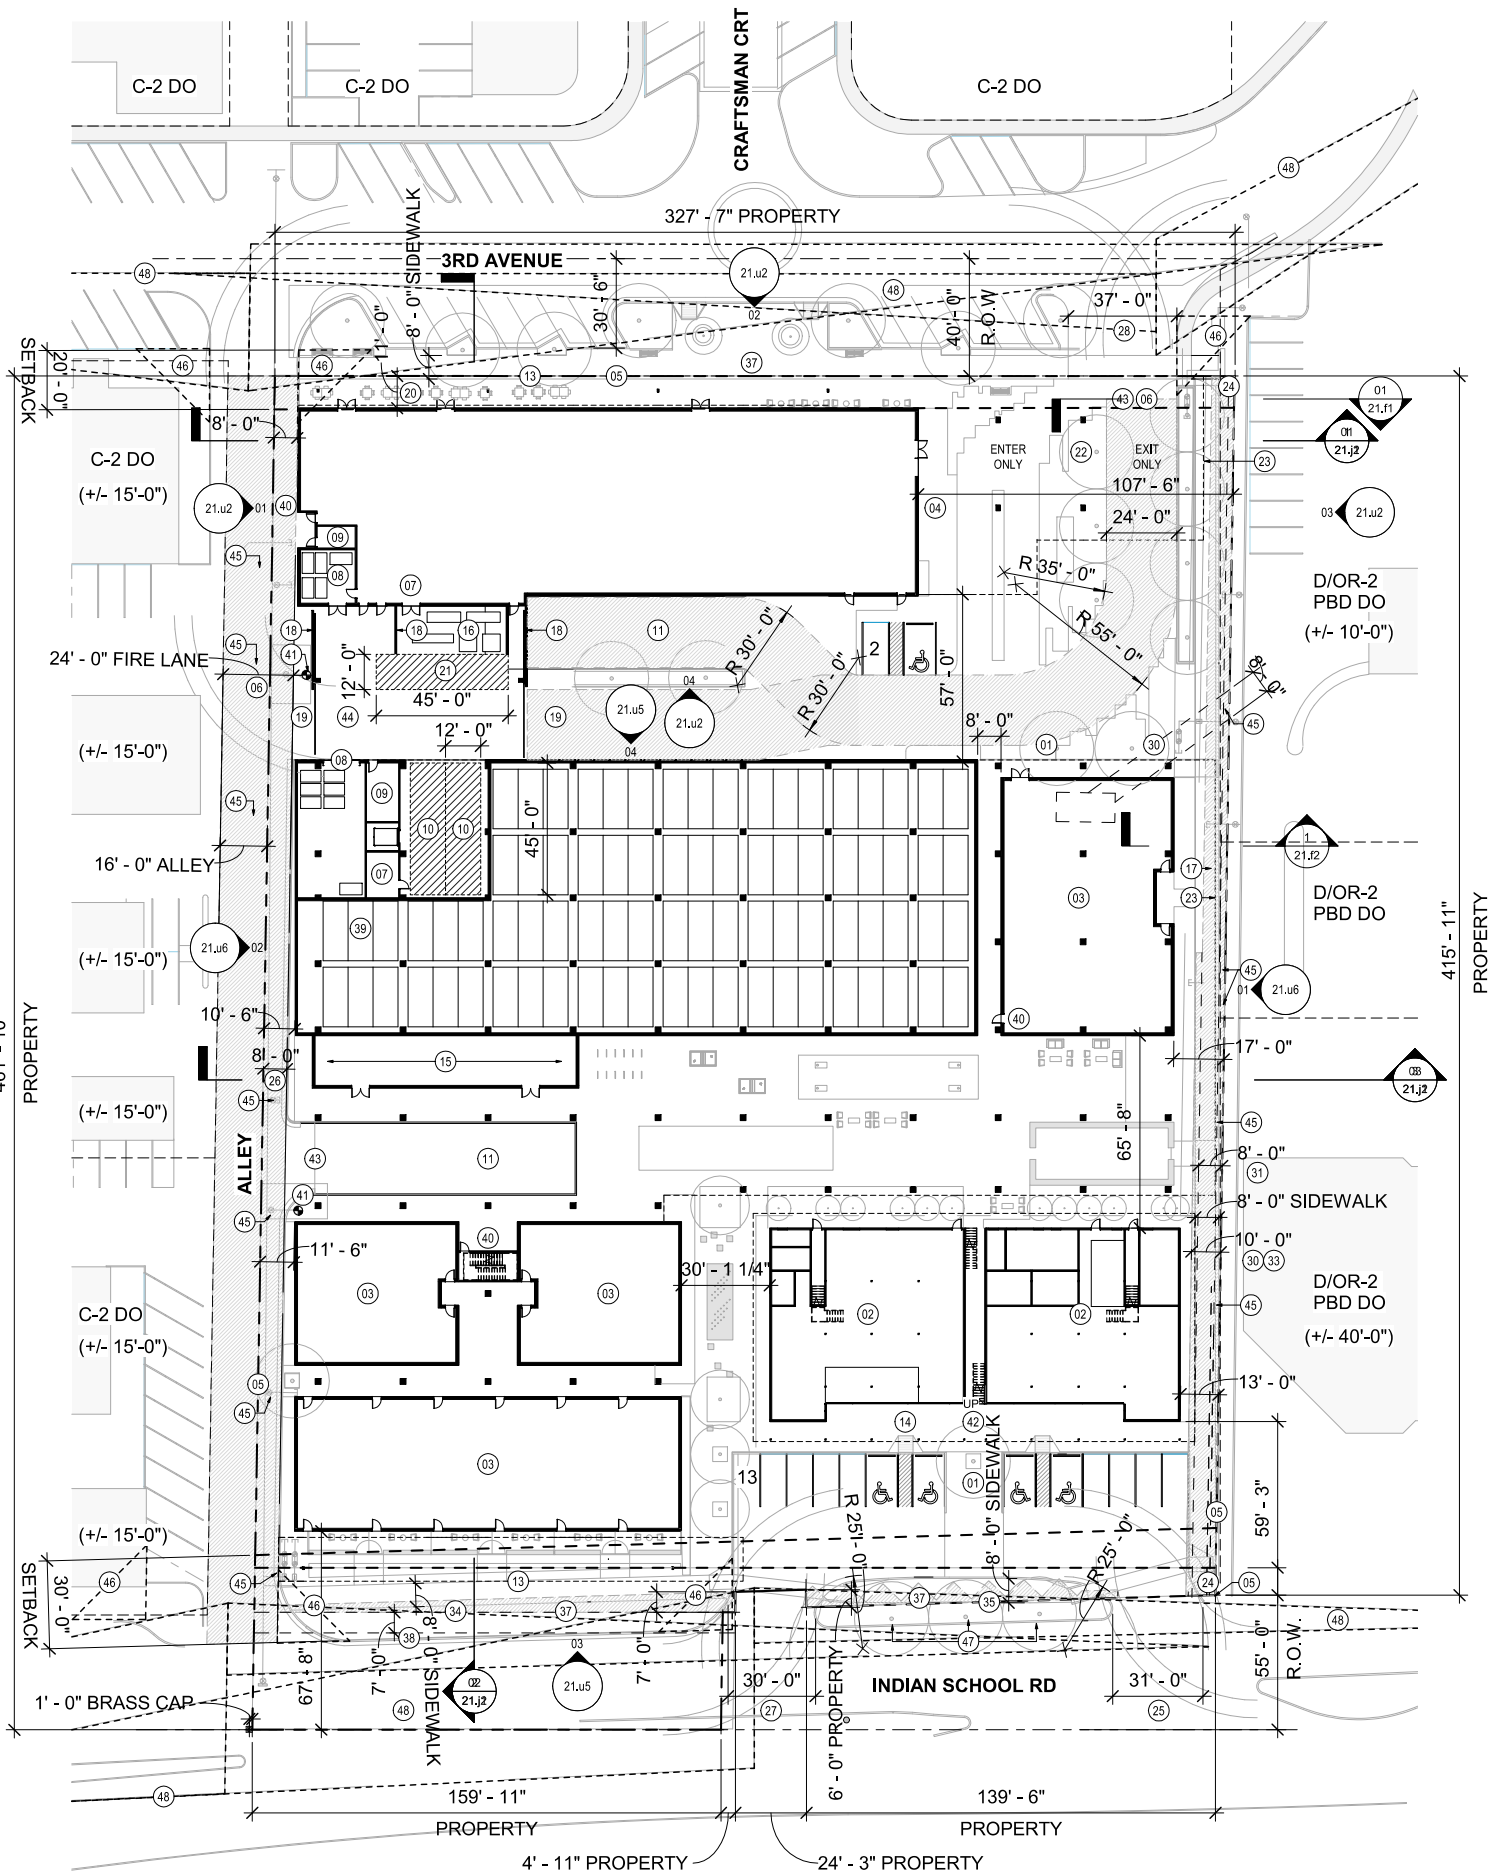 CRAFTSMAN CRT
C-2 DO
C-2 DO
C-2 DO
48
327' - 7" PROPERTY
8' - 0" SIDEWALK
3RD AVENUE
48
21.u2
02
48
30' - 6"
40' - 0"
R.O.W
37' - 0"
28
46
SETBACK
20' - 0"
46
46
1' - 0"
20
13
05
37
24
43
06
01
21.f1
21.j2
8' - 0"
C-2 DO
(+/- 15'-0")
ENTER
ONLY
22
EXIT
ONLY
23
107' - 6"
21.u2
01
40
04
24' - 0"
03
21.u2
45
09
08
07
R 35' - 0"
D/OR-2
PBD DO
(+/- 10'-0")
18
18
16
18
11
R 30' - 0"
2
R 55' - 0"
45
24' - 0" FIRE LANE
41
06
12' - 0"
21
45' - 0"
R 30' - 0"
57' - 0"
8' - 0"
19
44
12' - 0"
19
21.u5
04
04
21.u2
8' - 0"
01
30
45
(+/- 15'-0")
08
09
10
10
45' - 0"
45
16' - 0" ALLEY
07
1
21.f2
17
23
03
D/OR-2
PBD DO
39
415' - 11"
PROPERTY
21.u6
02
(+/- 15'-0")
45
01
21.u6
10' - 6"
40
PROPERTY
8' - 0"
26
15
17' - 0"
21.j1
45
(+/- 15'-0")
65' - 8"
45
ALLEY
43
11
8' - 0"
31
41
45
8' - 0" SIDEWALK
11' - 6"
40
30' - 1 1/4"
10' - 0"
30
33
03
03
02
02
D/OR-2
PBD DO
(+/- 40'-0")
45
C-2 DO
(+/- 15'-0")
05
45
13' - 0"
UP
14
42
03
13
01
8' - 0" SIDEWALK
R 25' - 0"
R 25' - 0"
59' - 3"
05
(+/- 15'-0")
SETBACK
30' - 0"
46
45
13
46
34
37
46
37
35
24
05
38
7' - 0"
8' - 0" SIDEWALK
03
7' - 0"
47
48
67' - 8"
21.u5
30' - 0"
INDIAN SCHOOL RD
31' - 0"
55' - 0"
R.O.W.
1' - 0" BRASS CAP
48
27
6' - 0" PROPERTY
25
48
159' - 11"
PROPERTY
139' - 6"
PROPERTY
4' - 11" PROPERTY
24' - 3" PROPERTY